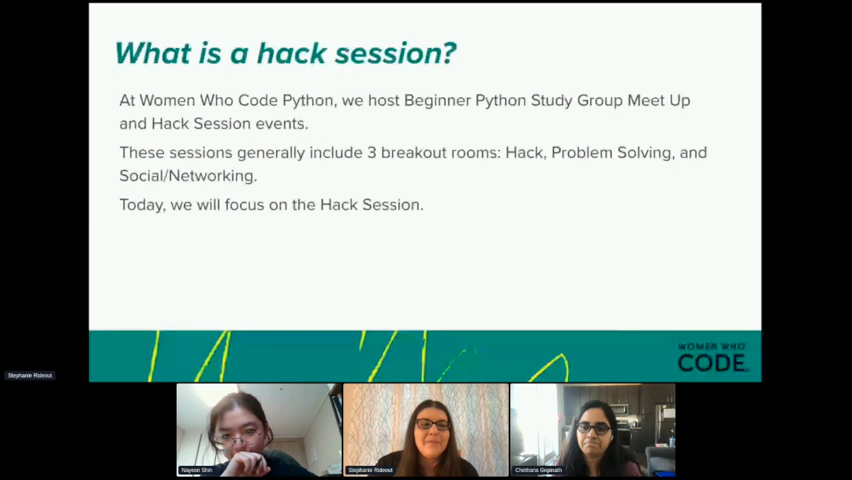 What is a hack session?
At Women Who Code Python, we host Beginner Python Study Group Meet Up
and Hack Session events.
These sessions generally include 3 breakout rooms: Hack, Problem Solving, and
Social/Networking.
Today, we will focus on the Hack Session.
WOMEN WHO
CODE
Stephanie Rideout
Nayeon Shin
Stephanie Rideout
Chethana Gopinath